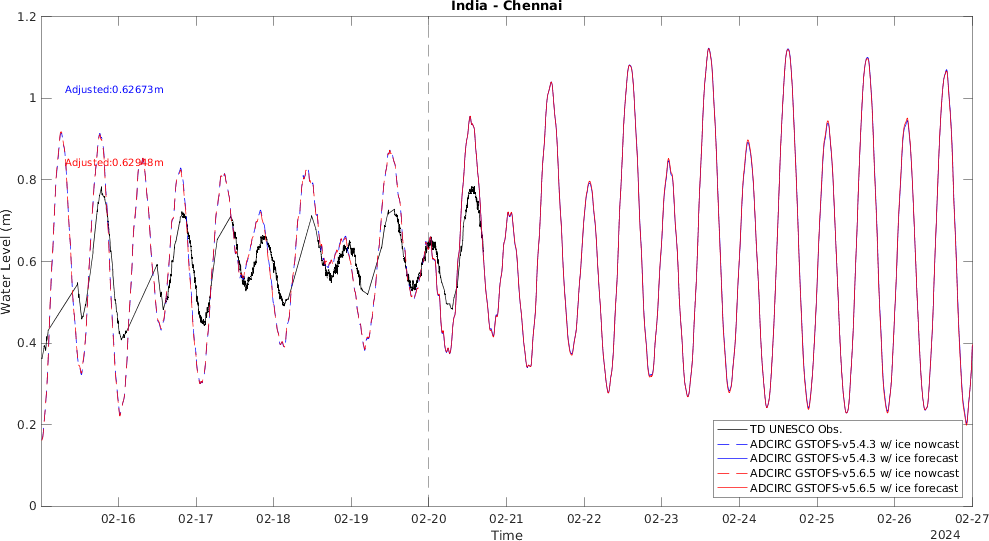 India - Chennai
1.2
1
0.8
0.6
0.4
0.2
0
Water Level (m)
Adjusted:0.62673m
Adjusted:0.62948m
TD UNESCO Obs.
ADCIRC GSTOFS-v5.4.3 w/ ice nowcast
ADCIRC GSTOFS-v5.4.3 w/ ice forecast
ADCIRC GSTOFS-v5.6.5 w/ ice nowcast
ADCIRC GSTOFS-v5.6.5 w/ ice forecast
02-16 02-17 02-18 02-19 02-20 02-21 02-22 02-23 02-24 02-25 02-26 02-27
Time
2024